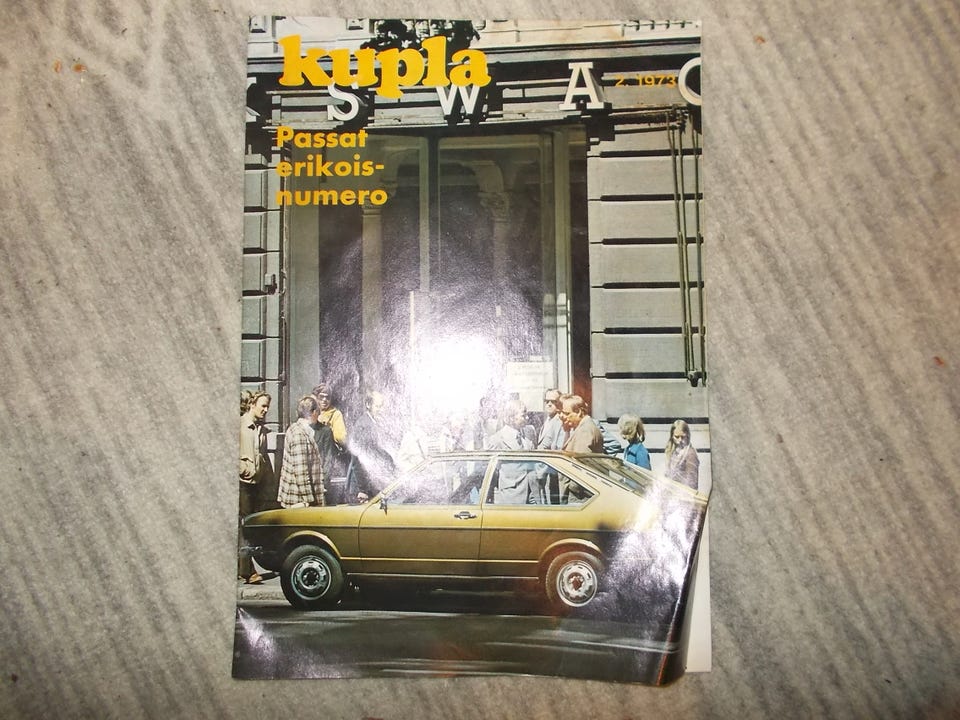 kupla
2. 1973
S W A G
Passat
erikois-
numero